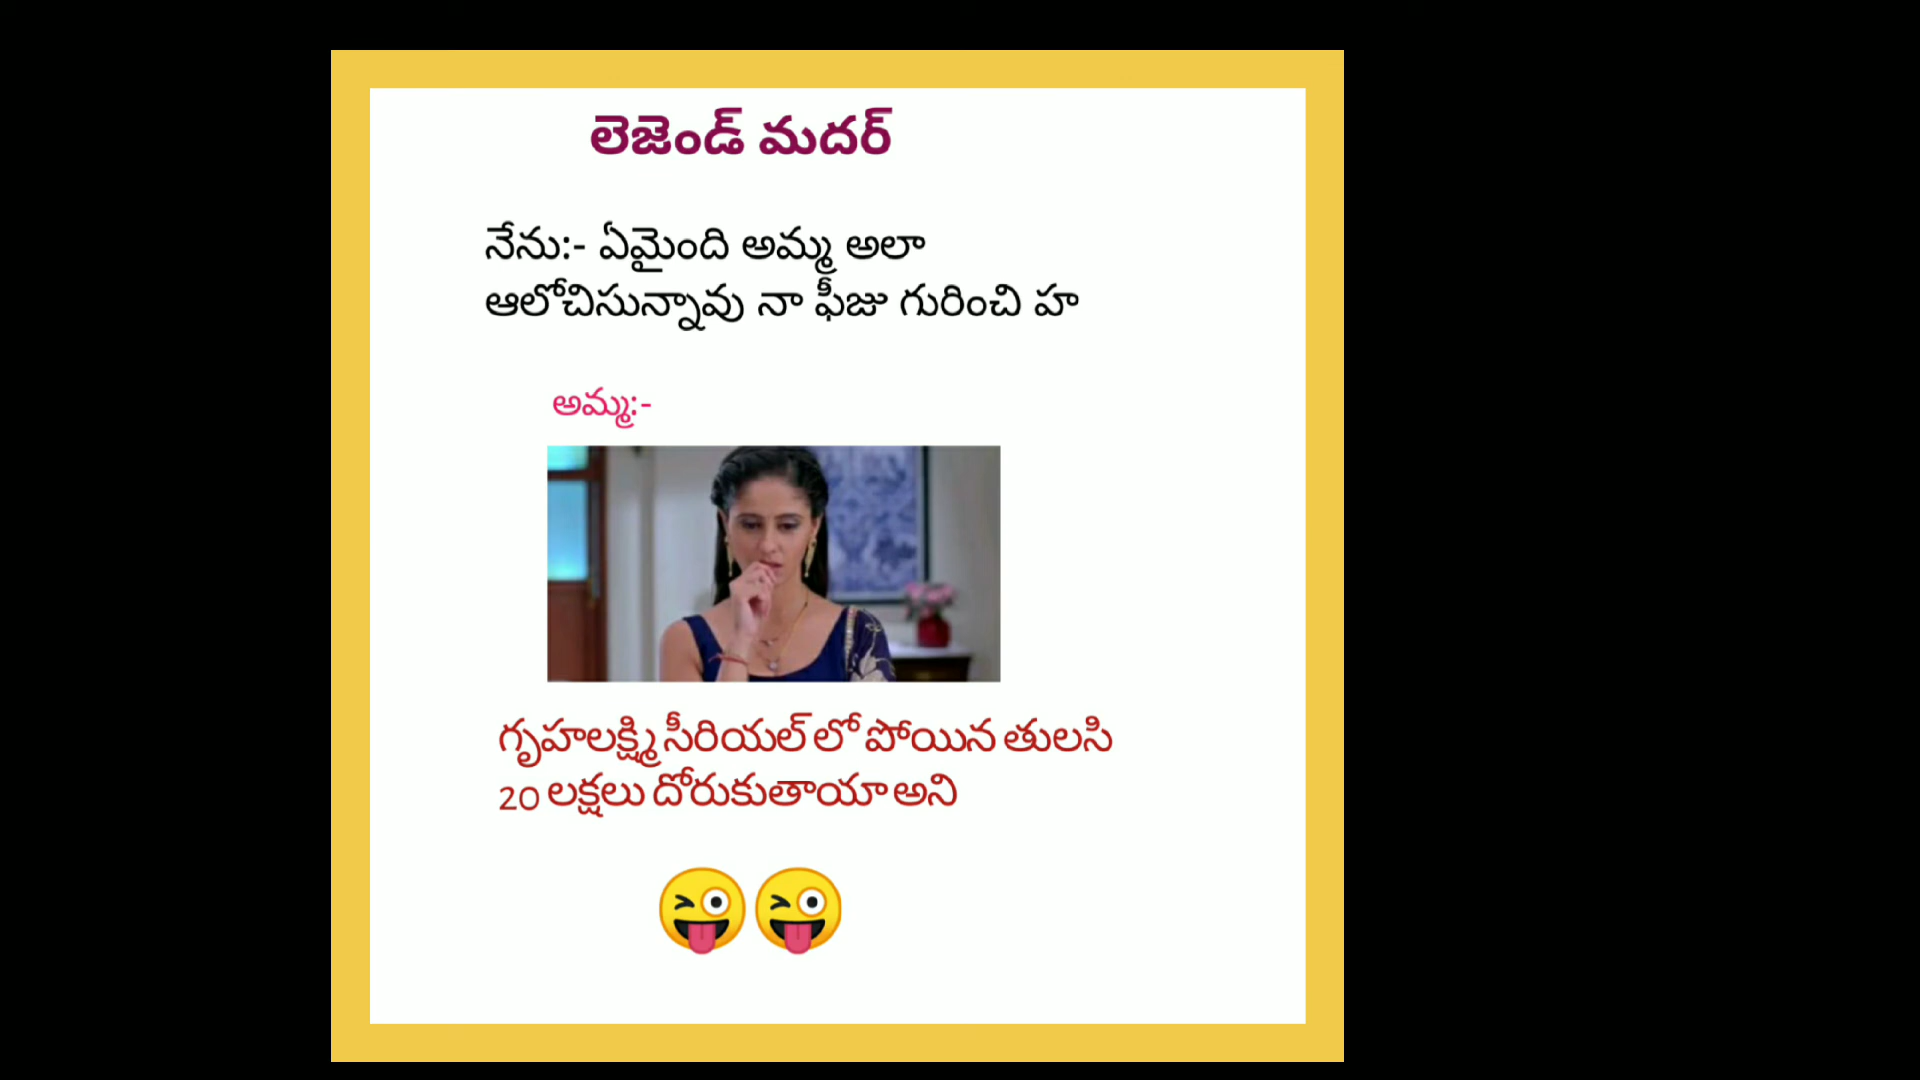 లెజెండ్ మదర్
నేను:- ఏమైంది అమ్మ అలా
ఆలోచిసున్నావు నా ఫీజు గురించి హ
అమ్మ:-
గృహలక్ష్మి సీరియల్ లో పోయిన తులసి
20 లక్షలు దోరుకుతాయా అని
😜😜